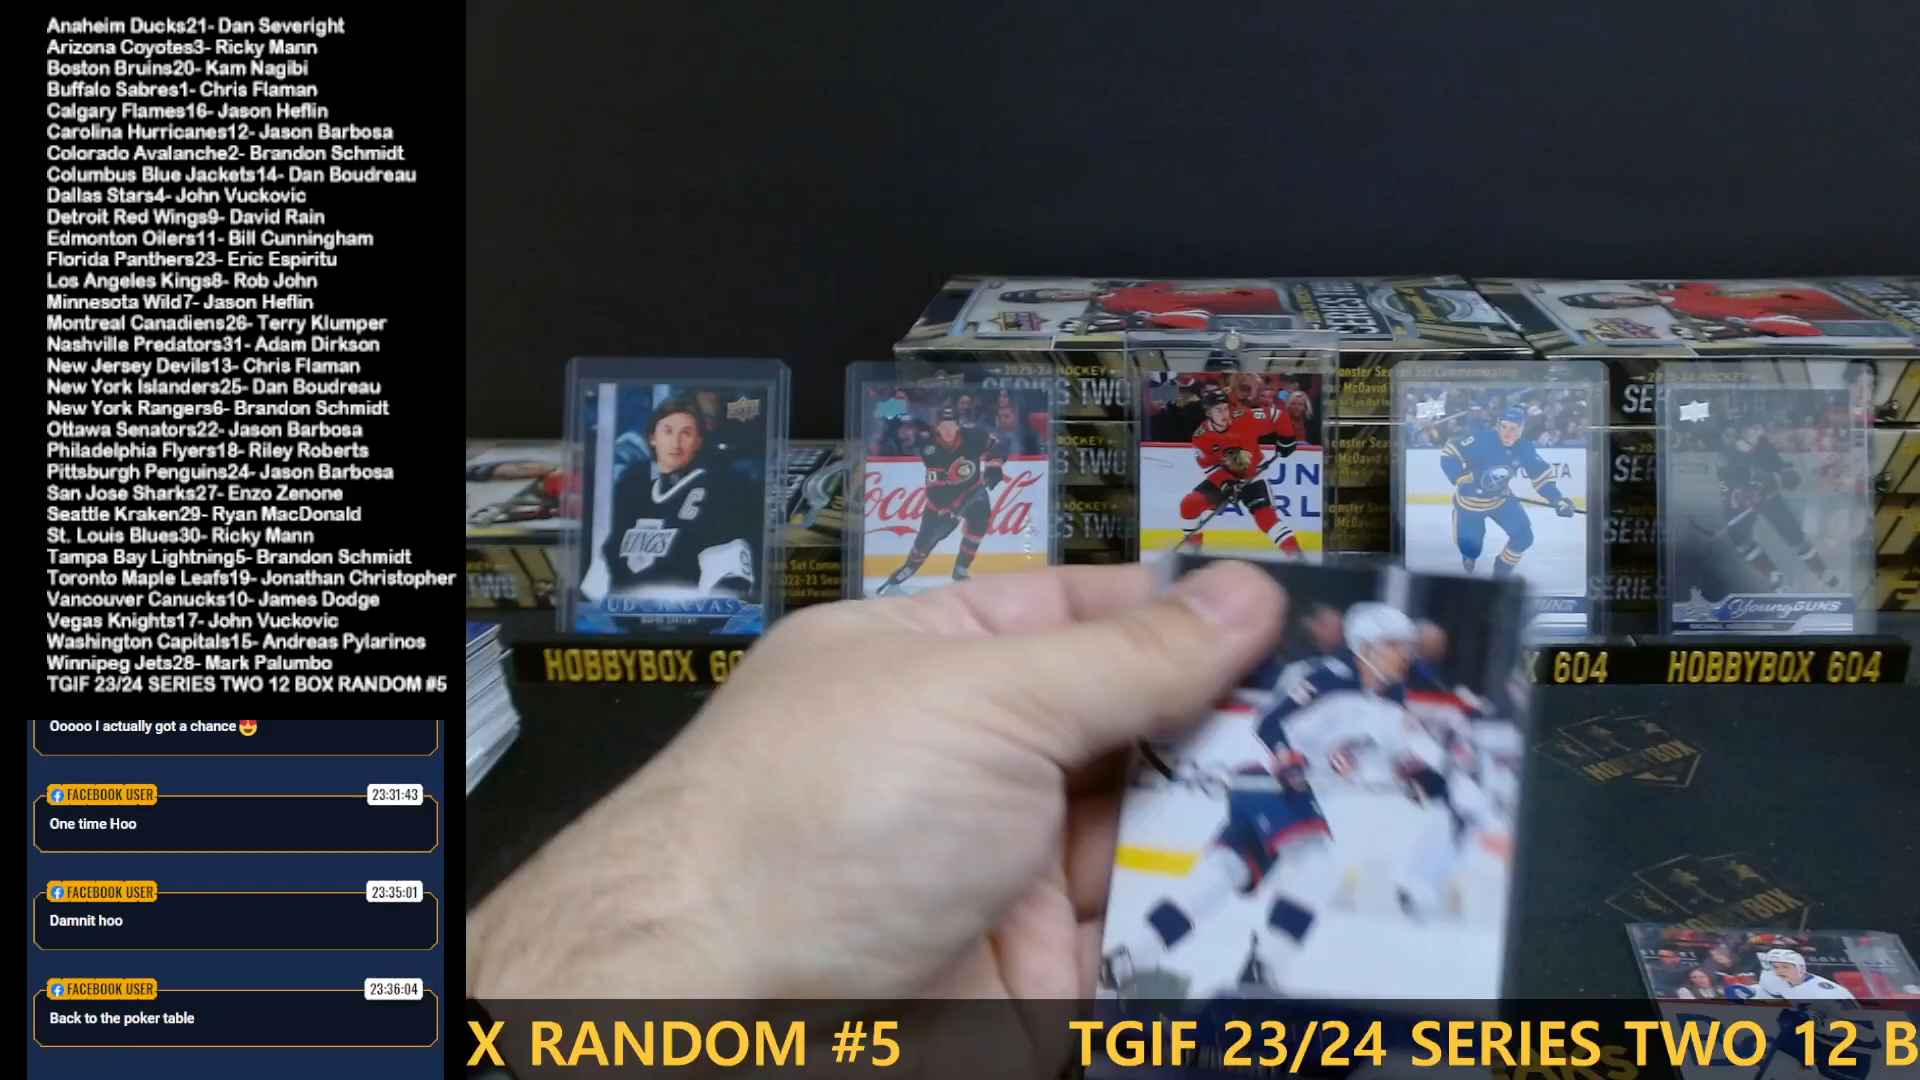 Anaheim Ducks21- Dan Severight
Arizona Coyotes3- Ricky Mann
Boston Bruins20- Kam Nagibi
Buffalo Sabres1- Chris Flaman
Calgary Flames16- Jason Heflin
Carolina Hurricanes12- Jason Barbosa
Colorado Avalanche2- Brandon Schmidt
Columbus Blue Jackets14- Dan Boudreau
Dallas Stars4- John Vuckovic
Detroit Red Wings9- David Rain
Edmonton Oilers11- Bill Cunningham
Florida Panthers23- Eric Espiritu
Los Angeles Kings8- Rob John
Minnesota Wild7- Jason Heflin
Montreal Canadiens26- Terry Klumper
Nashville Predators31- Adam Dirkson
New Jersey Devils13- Chris Flaman
New York Islanders25- Dan Boudreau
New York Rangers6- Brandon Schmidt
Ottawa Senators22- Jason Barbosa
Philadelphia Flyers18- Riley Roberts
Pittsburgh Penguins24- Jason Barbosa
San Jose Sharks27- Enzo Zenone
Seattle Kraken29- Ryan MacDonald
St. Louis Blues30- Ricky Mann
Tampa Bay Lightning5- Brandon Schmidt
Toronto Maple Leafs19- Jonathan Christopher
Vancouver Canucks10- James Dodge
Vegas Knights17- John Vuckovic
Washington Capitals15- Andreas Pylarinos
Winnipeg Jets28- Mark Palumbo
TGIF 23/24 SERIES TWO 12 BOX RANDOM #5
Ooooo I actually got a chance😍
FACEBOOK USER 23:31:43
One time Hoo
FACEBOOK USER 23:35:01
Damnit hoo
FACEBOOK USER 23:36:04
Back to the poker table
2023-24 HOCKEY
SERIES TWO
KINGS
C
UD CANVAS
Coca Cola
Young GUNS
HOBBYBOX 60
X 604
HOBBYBOX 604
HOBBYBOX
HOBBYBOX
X RANDOM #5
TGIF 23/24 SERIES TWO 12 B